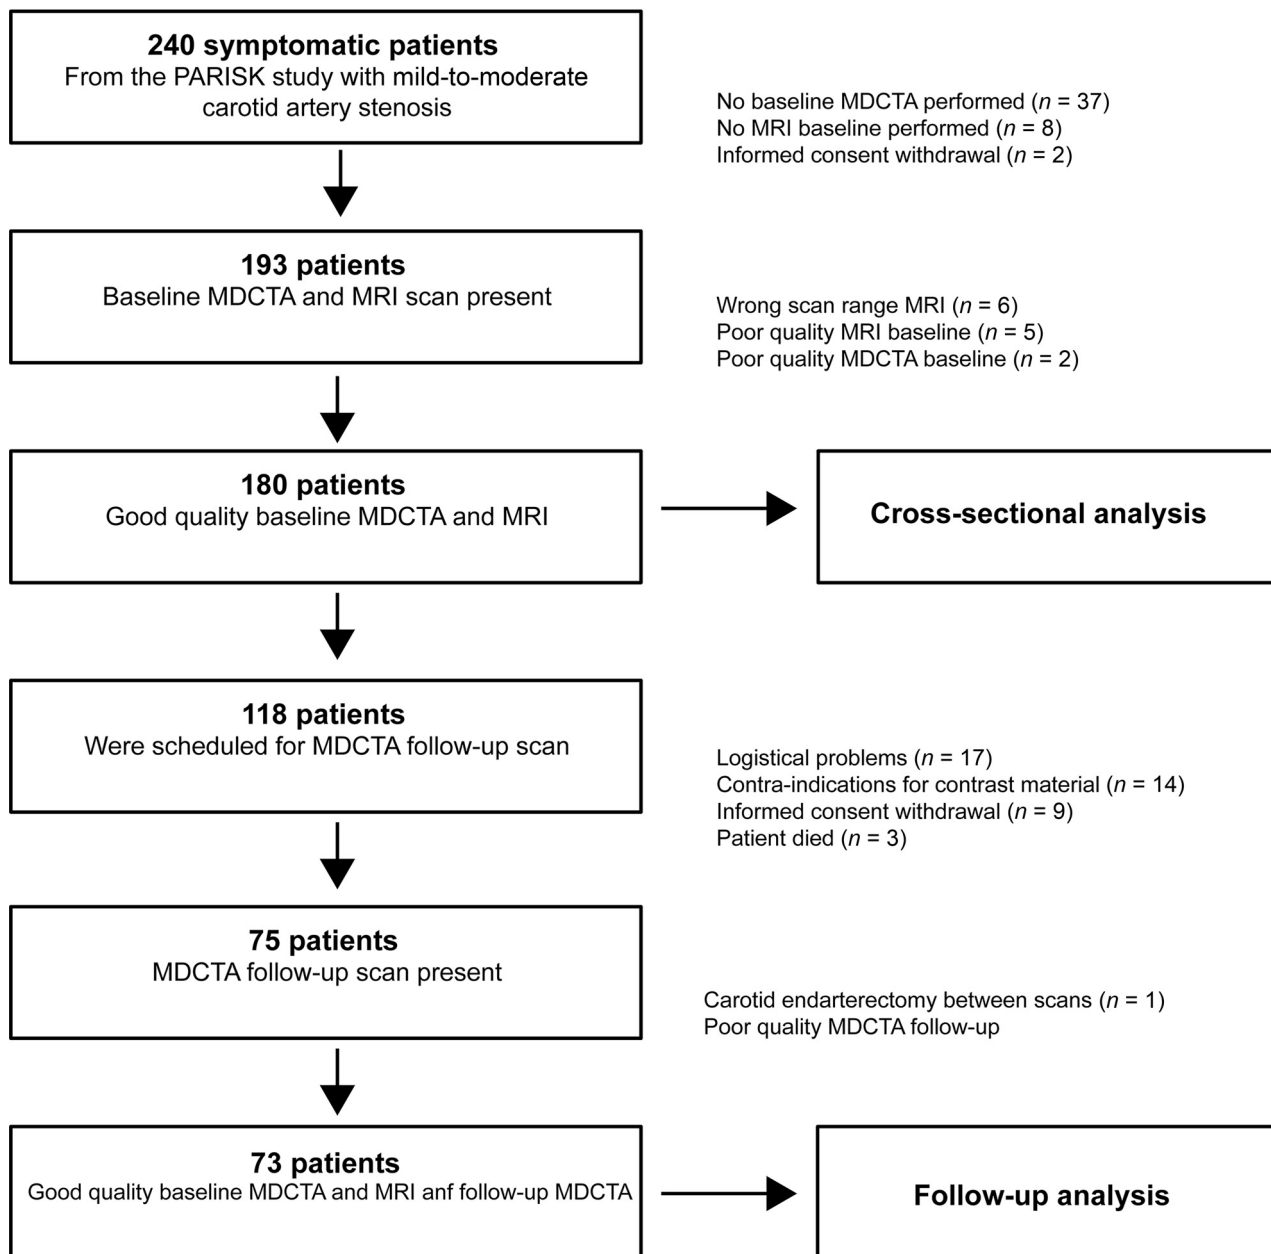 240 symptomatic patients
From the PARISK study with mild-to-moderate
carotid artery stenosis
No baseline MDCTA performed (n = 37)
No MRI baseline performed (n = 8)
Informed consent withdrawal (n = 2)
193 patients
Baseline MDCTA and MRI scan present
Wrong scan range MRI (n = 6)
Poor quality MRI baseline (n = 5)
Poor quality MDCTA baseline (n = 2)
180 patients
Good quality baseline MDCTA and MRI
Cross-sectional analysis
118 patients
Were scheduled for MDCTA follow-up scan
Logistical problems (n = 17)
Contra-indications for contrast material (n = 14)
Informed consent withdrawal (n = 9)
Patient died (n = 3)
75 patients
MDCTA follow-up scan present
Carotid endarterectomy between scans (n = 1)
Poor quality MDCTA follow-up
73 patients
Good quality baseline MDCTA and MRI anf follow-up MDCTA
Follow-up analysis